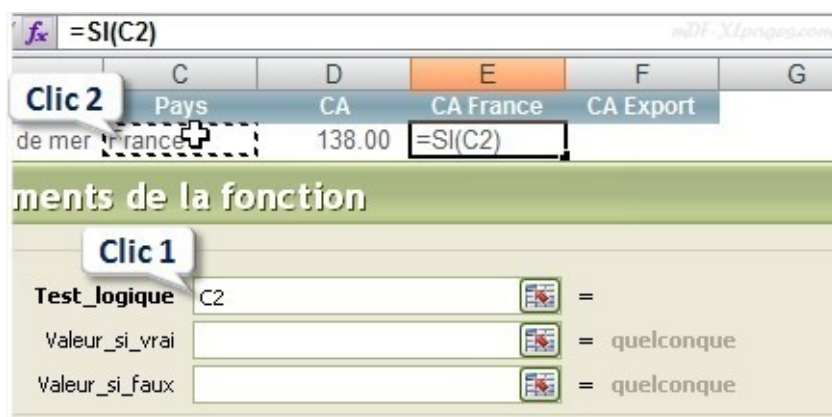 fx =SI(C2)
mDF-XLpages.com
C D E F G
Clic 2 Pays CA CA France CA Export
de mer France 138.00 =SI(C2)
ments de la fonction
Clic 1
Test_logique C2 =
Valeur_si_vrai = quelconque
Valeur_si_faux = quelconque